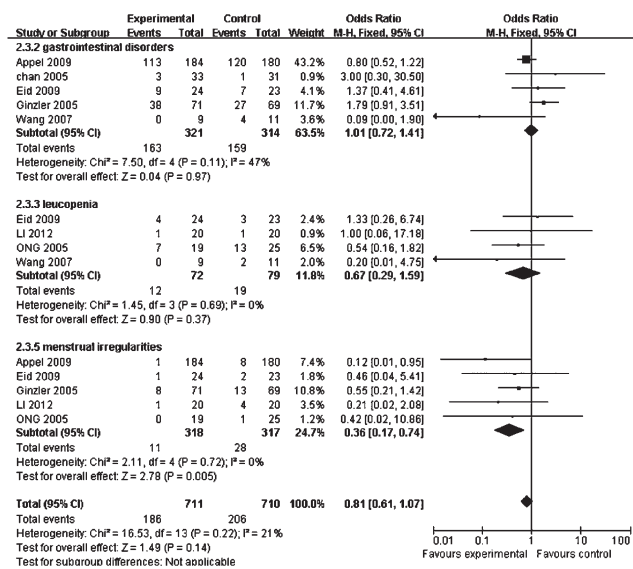 Experimental Control Odds Ratio Odds Ratio
Study or Subgroup Events Total Events Total Weight M-H, Fixed, 95% CI M-H, Fixed, 95% CI
2.3.2 gastrointestinal disorders
Appel 2009 113 184 120 180 43.2% 0.80 [0.52, 1.22]
chan 2005 3 33 1 31 0.9% 3.00 [0.30, 30.50]
Eid 2009 9 24 7 23 4.4% 1.37 [0.41, 4.61]
Ginzler 2005 38 71 27 69 11.4% 1.79 [0.91, 3.51]
Wang 2007 0 9 4 11 3.6% 0.09 [0.00, 1.90]
Subtotal (95% CI) 321 314 63.5% 1.01 [0.72, 1.41]
Total events 163 159
Heterogeneity: Chi² = 7.50, df = 4 (P = 0.11); I² = 47%
Test for overall effect: Z = 0.04 (P = 0.97)
2.3.3 leucopenia
Eid 2009 4 24 3 23 2.4% 1.33 [0.26, 6.74]
LI 2012 1 20 1 20 0.9% 1.00 [0.06, 17.18]
ONG 2005 7 19 13 25 6.4% 0.54 [0.16, 1.82]
Wang 2007 0 9 2 11 2.0% 0.20 [0.01, 4.75]
Subtotal (95% CI) 72 79 11.8% 0.67 [0.29, 1.59]
Total events 12 19
Heterogeneity: Chi² = 1.45, df = 3 (P = 0.69); I² = 0%
Test for overall effect: Z = 0.90 (P = 0.37)
2.3.5 menstrual irregularities
Appel 2009 1 184 8 180 7.4% 0.12 [0.01, 0.95]
Eid 2009 1 24 2 23 1.8% 0.46 [0.04, 5.41]
Ginzler 2005 8 71 13 69 10.8% 0.55 [0.21, 1.42]
LI 2012 1 20 4 20 3.5% 0.21 [0.02, 2.08]
ONG 2005 0 19 1 25 1.2% 0.42 [0.02, 10.86]
Subtotal (95% CI) 318 317 24.7% 0.36 [0.17, 0.74]
Total events 11 28
Heterogeneity: Chi² = 2.11, df = 4 (P = 0.72); I² = 0%
Test for overall effect: Z = 2.78 (P = 0.005)
Total (95% CI) 711 710 100.0% 0.81 [0.61, 1.07]
Total events 186 206
Heterogeneity: Chi² = 16.53, df = 13 (P = 0.22); I² = 21%
Test for overall effect: Z = 1.49 (P = 0.14)
Test for subgroup differences: Not applicable
0.01 0.1 1 10 100
Favours experimental Favours control